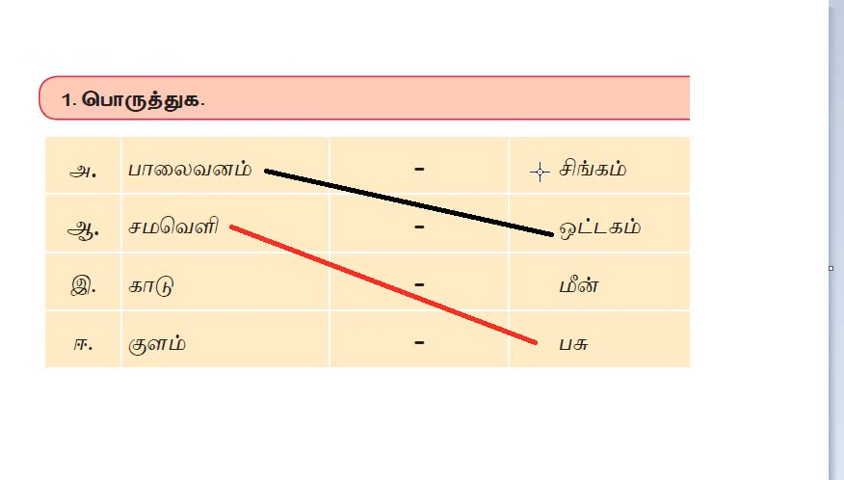 1. பொருத்துக.
அ. பாலைவனம் - சிங்கம்
ஆ. சமவெளி - ஒட்டகம்
இ. காடு - மீன்
ஈ. குளம் - பசு